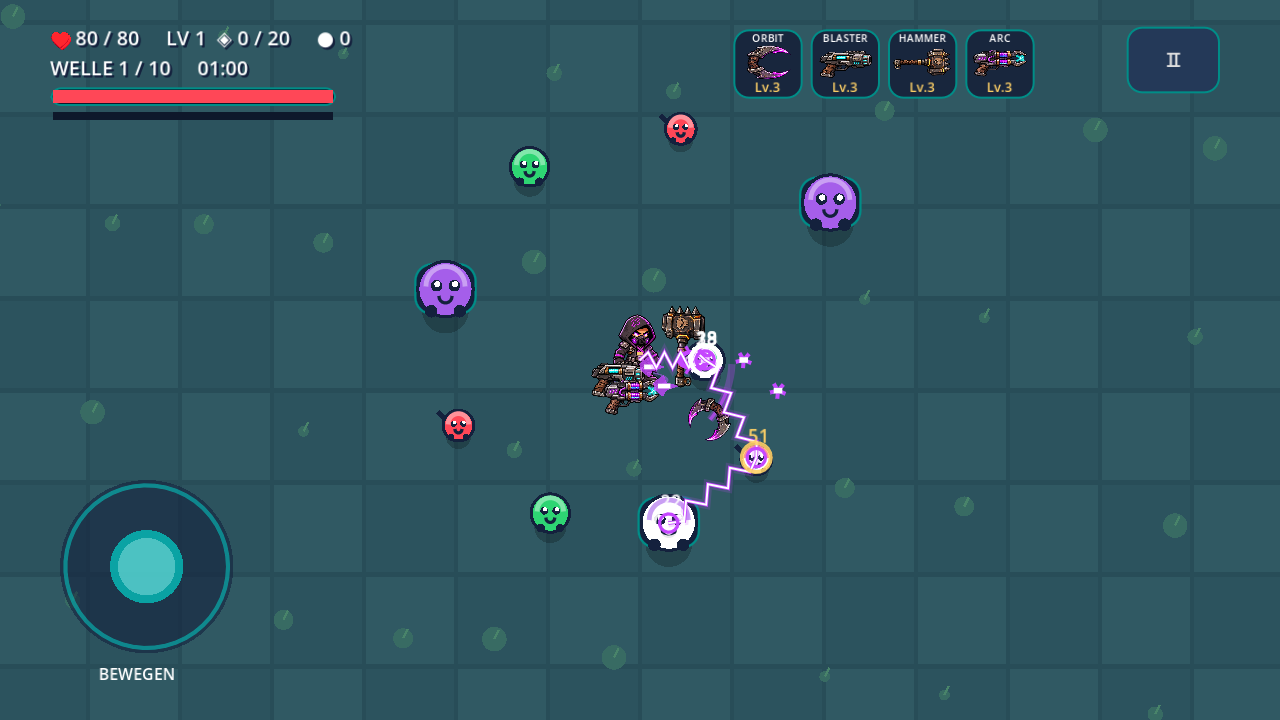 80 / 80 LV 1 0 / 20 0
WELLE 1 / 10 01:00
ORBIT
Lv.3
BLASTER
Lv.3
HAMMER
Lv.3
ARC
Lv.3
II
51
BEWEGEN